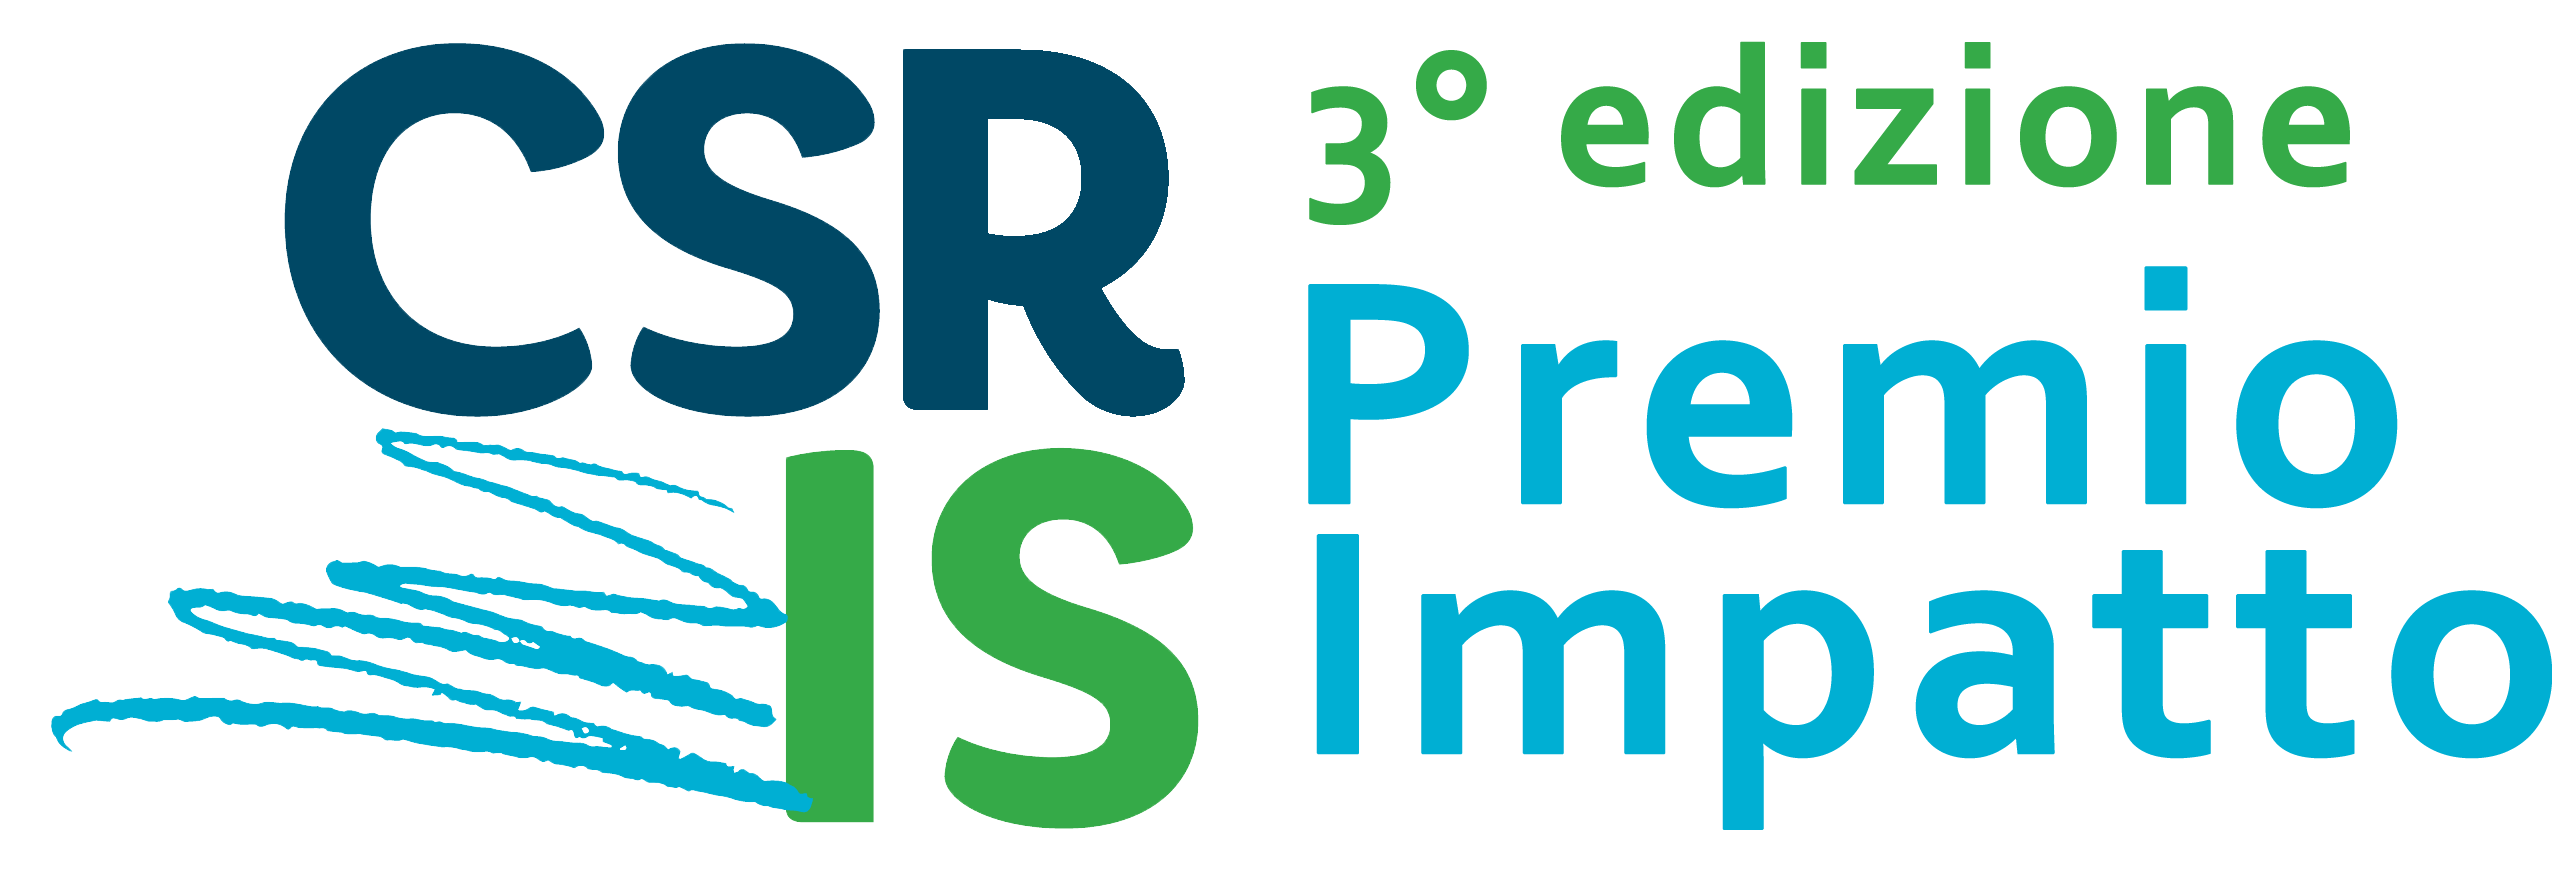 CSR
IS
3° edizione
Premio
Impatto